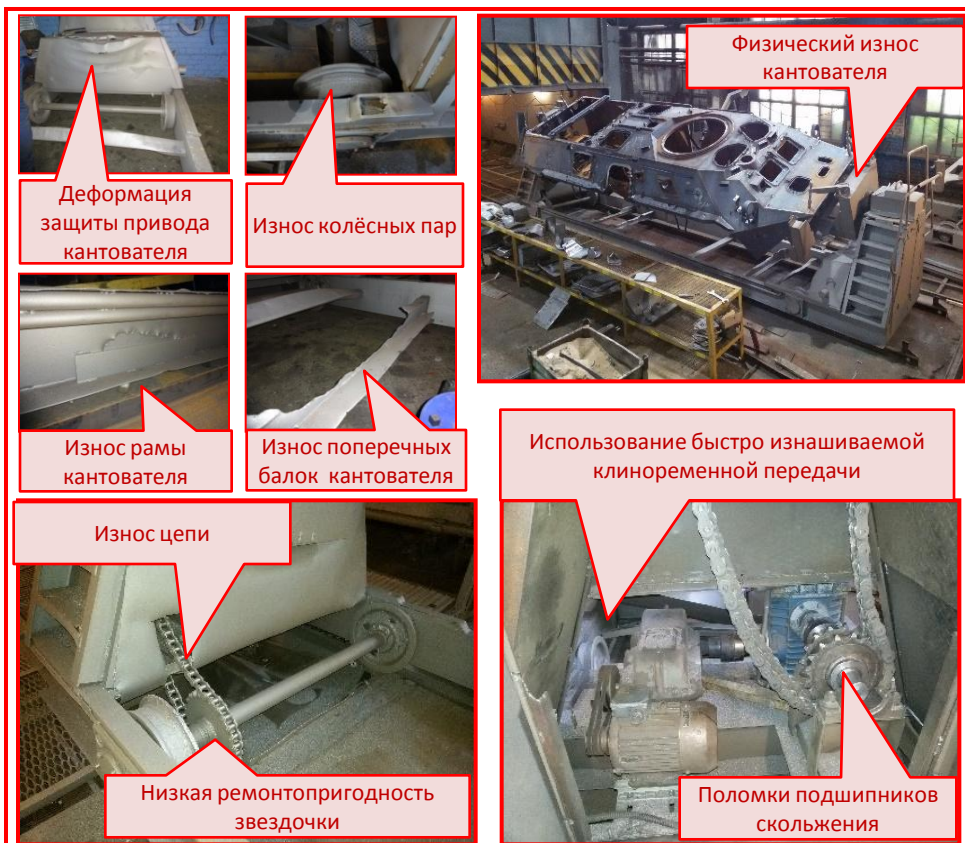 Физический износ
кантователя
Деформация
защиты привода
кантователя
Износ колёсных пар
Износ рамы
кантователя
Износ поперечных
балок кантователя
Использование быстро изнашиваемой
клиноременной передачи
Износ цепи
Низкая ремонтопригодность
звездочки
Поломки подшипников
скольжения